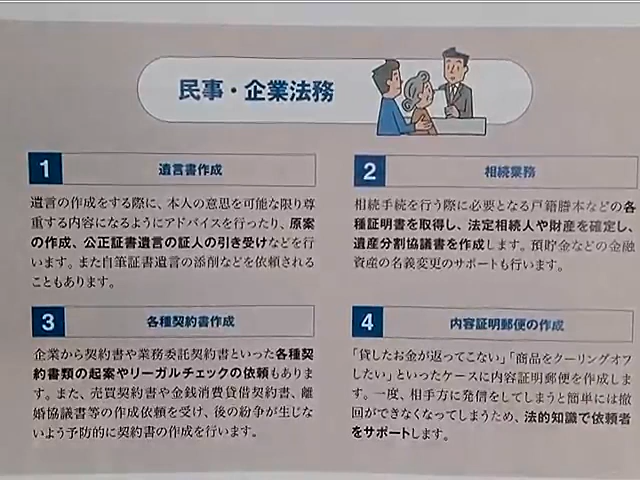 民事・企業法務
1 遺言書作成
遺言の作成をする際に、本人の意思を可能な限り尊
重する内容になるようにアドバイスを行ったり、原案
の作成、公正証書遺言の証人の引き受けなどを行
います。また自筆証書遺言の添削などを依頼される
こともあります。
2 相続業務
相続手続を行う際に必要となる戸籍謄本などの各
種証明書を取得し、法定相続人や財産を確定し、
遺産分割協議書を作成します。預貯金などの金融
資産の名義変更のサポートも行います。
3 各種契約書作成
企業から契約書や業務委託契約書といった各種契
約書類の起案やリーガルチェックの依頼もありま
す。また、売買契約書や金銭消費貸借契約書、離
婚協議書等の作成依頼を受け、後の紛争が生じな
いよう予防的に契約書の作成を行います。
4 内容証明郵便の作成
「貸したお金が返ってこない」「商品をクーリングオフ
したい」といったケースに内容証明郵便を作成しま
す。一度、相手方に発信をしてしまうと簡単には撤
回ができなくなってしまうため、法的知識で依頼者
をサポートします。